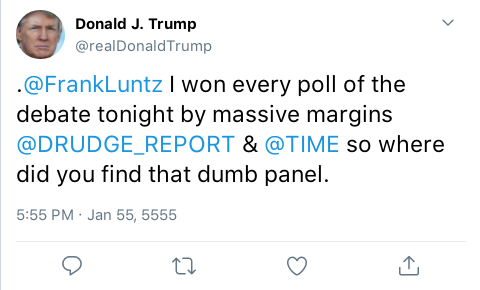 Donald J. Trump
@realDonaldTrump
.@FrankLuntz I won every poll of the
debate tonight by massive margins
@DRUDGE_REPORT & @TIME so where
did you find that dumb panel.
5:55 PM · Jan 55, 5555